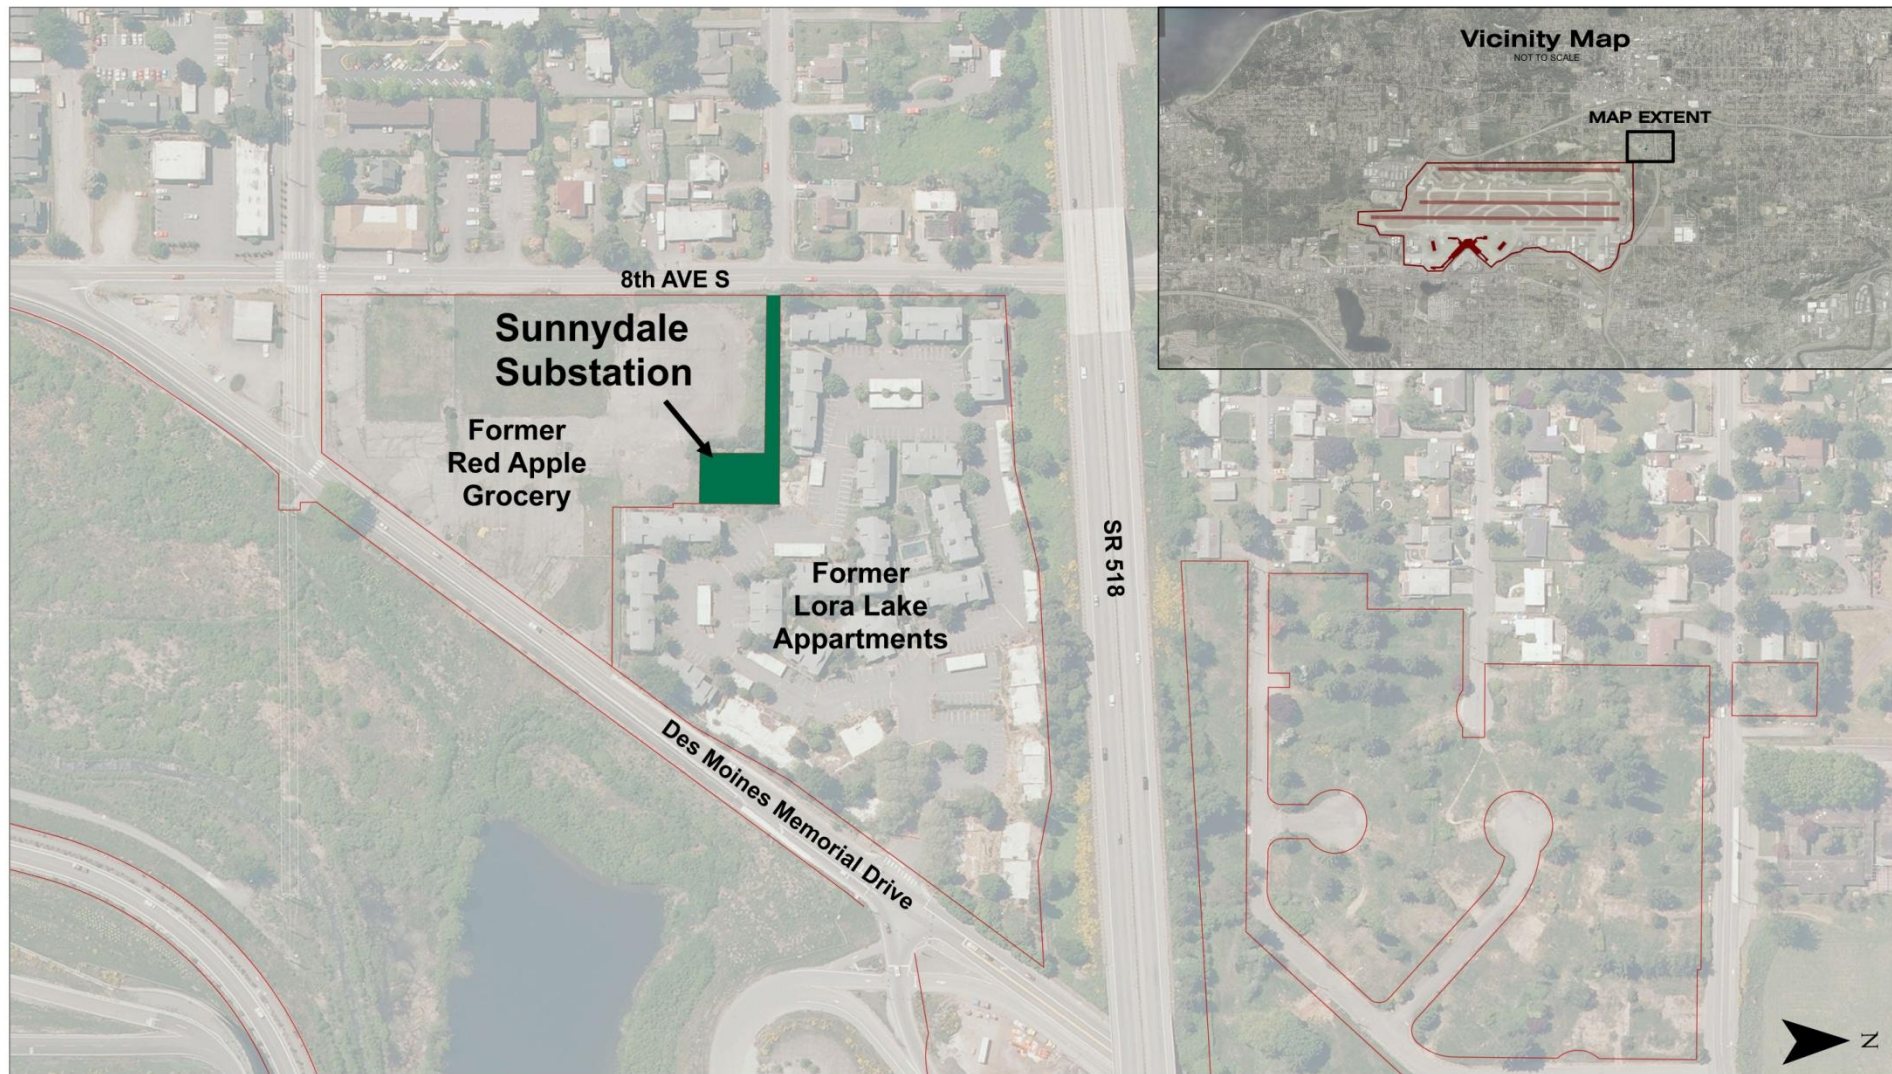 Vicinity Map
NOT TO SCALE
MAP EXTENT
8th AVE S
Sunnydale
Substation
Former
Red Apple
Grocery
SR 518
Former
Lora Lake
Appartments
Des Moines Memorial Drive
N